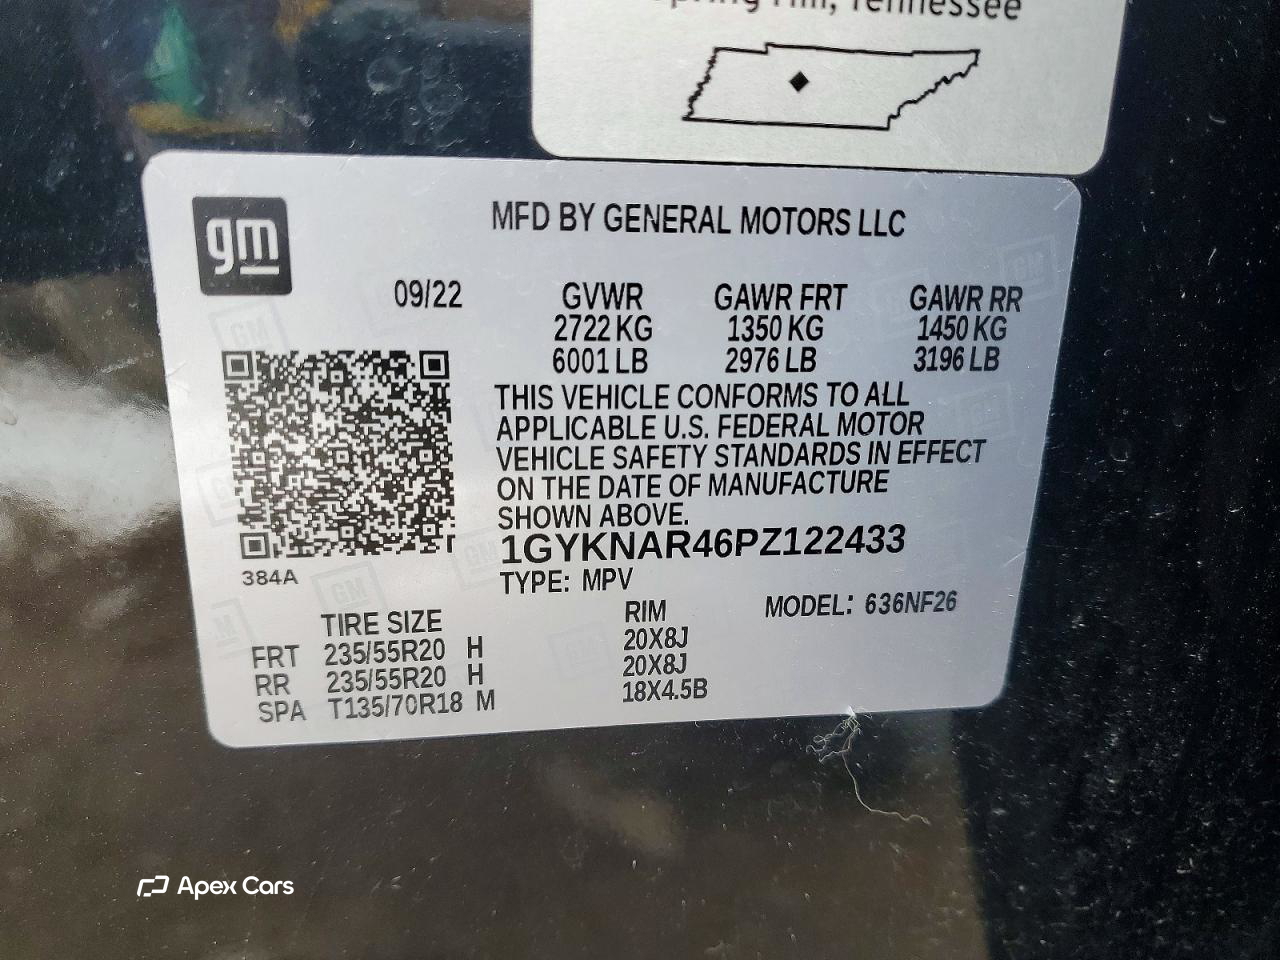 Spring Hill, Tennessee
gm
MFD BY GENERAL MOTORS LLC
09/22
GVWR GAWR FRT GAWR RR
2722 KG 1350 KG 1450 KG
6001 LB 2976 LB 3196 LB
THIS VEHICLE CONFORMS TO ALL
APPLICABLE U.S. FEDERAL MOTOR
VEHICLE SAFETY STANDARDS IN EFFECT
ON THE DATE OF MANUFACTURE
SHOWN ABOVE.
1GYKNAR46PZ122433
384A
TYPE: MPV
TIRE SIZE RIM MODEL: 636NF26
FRT 235/55R20 H 20X8J
RR 235/55R20 H 20X8J
SPA T135/70R18 M 18X4.5B
Apex Cars